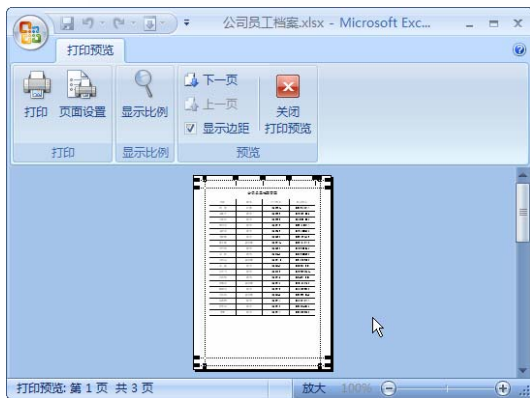 公司员工档案.xlsx - Microsoft Exc...
打印预览
打印
页面设置
显示比例
下一页
上一页
显示边距
关闭
打印预览
打印
显示比例
预览
打印预览: 第 1 页 共 3 页
放大 100%